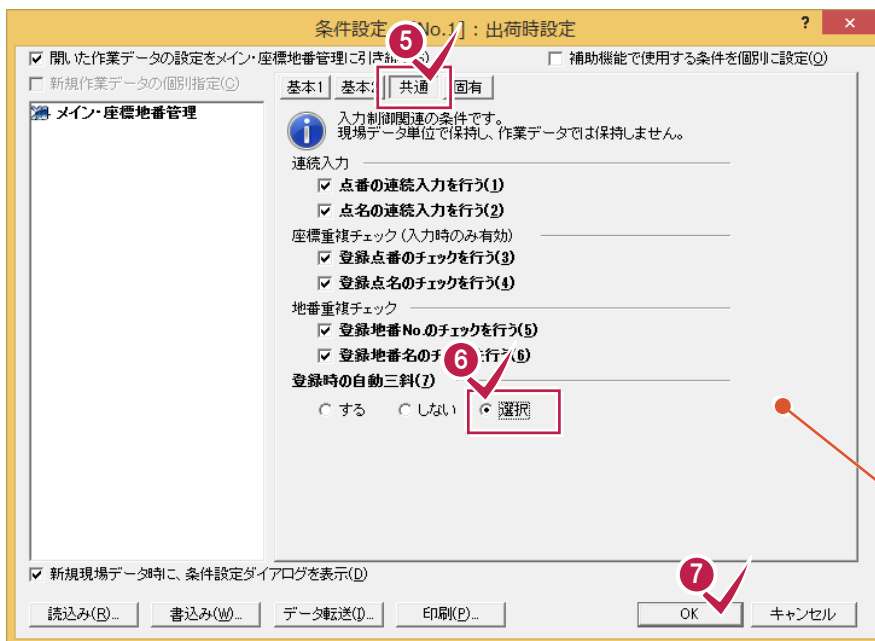 条件設定 No.1]：出荷時設定
? ×
開いた作業データの設定をメイン・座標地番管理に引き
補助機能で使用する条件を個別に設定(O)
新規作業データの個別指定(C)
基本1 基本2 共通 固有
メイン・座標地番管理
入力制御関連の条件です。
現場データ単位で保持し、作業データでは保持しません。
連続入力
点番の連続入力を行う(1)
点名の連続入力を行う(2)
座標重複チェック（入力時のみ有効）
登録点番のチェックを行う(3)
登録点名のチェックを行う(4)
地番重複チェック
登録地番No.のチェックを行う(5)
登録地番名のチ 行う(6)
登録時の自動三斜(7)
する しない 選択
新規現場データ時に、条件設定ダイアログを表示(D)
読込み(R)... 書込み(W)... データ転送(I)... 印刷(P)... OK キャンセル
5
6
7